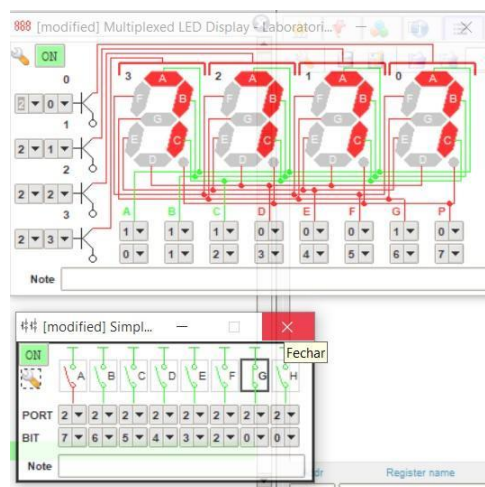 888 [modified] Multiplexed LED Display - Laboratori...
ON
0
3 2 1 0
A A A A
F B F B F B F B
0
G G G G
1
E C E C E C E C
2 1
D D D D
2
2 2
A B C D E F G P
3
1 1 1 0 0 0 1 0
2 3
0 1 2 3 4 5 6 7
Note
[modified] Simpl...
Fechar
ON
A B C D E F G H
PORT 2 2 2 2 2 2 2 2
BIT 7 6 5 4 3 2 0 0
Note
Register name